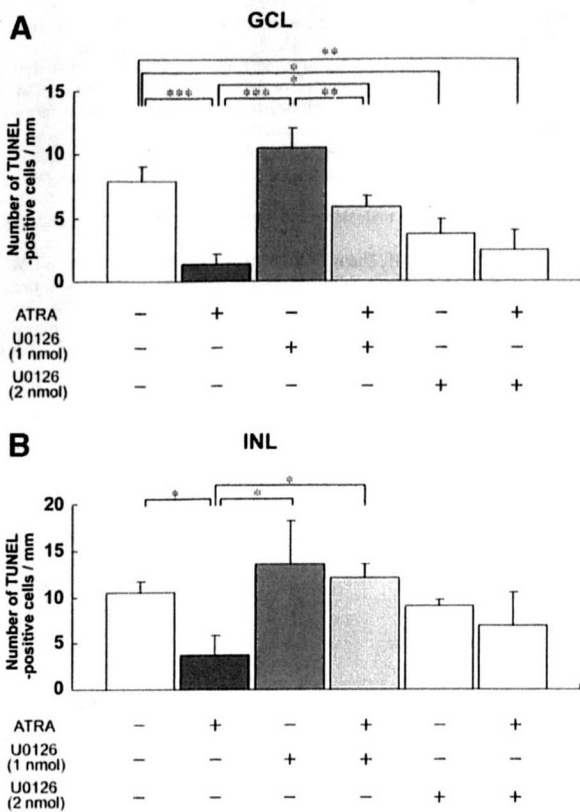 A
GCL
**
*
*
*** *** **
15
10
5
0
Number of TUNEL
-positive cells / mm
ATRA − + − + − +
U0126
(1 nmol) − − + + − −
U0126
(2 nmol) − − − − + +
B
INL
*
* *
20
15
10
5
0
Number of TUNEL
-positive cells / mm
ATRA − + − + − +
U0126
(1 nmol) − − + + − −
U0126
(2 nmol) − − − − + +